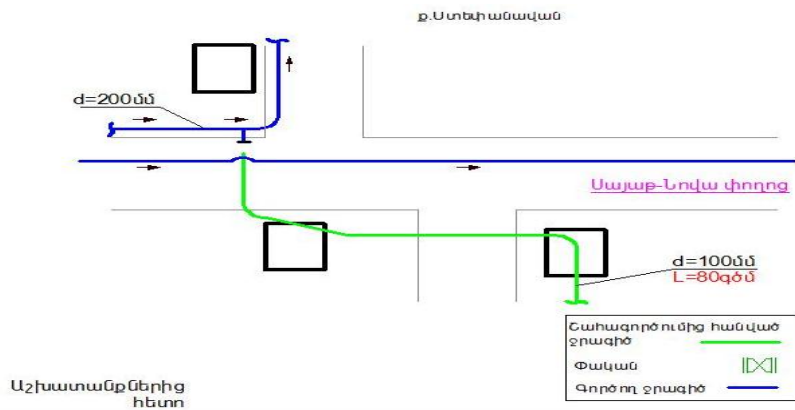 ք.Ստեփանավան
d=200մմ
Սայաթ-Նովա փողոց
d=100մմ
L=80գծմ
Շահագործումից հանված
ջրագիծ
Փական
Գործող ջրագիծ
Աշխատանքներից
հետո